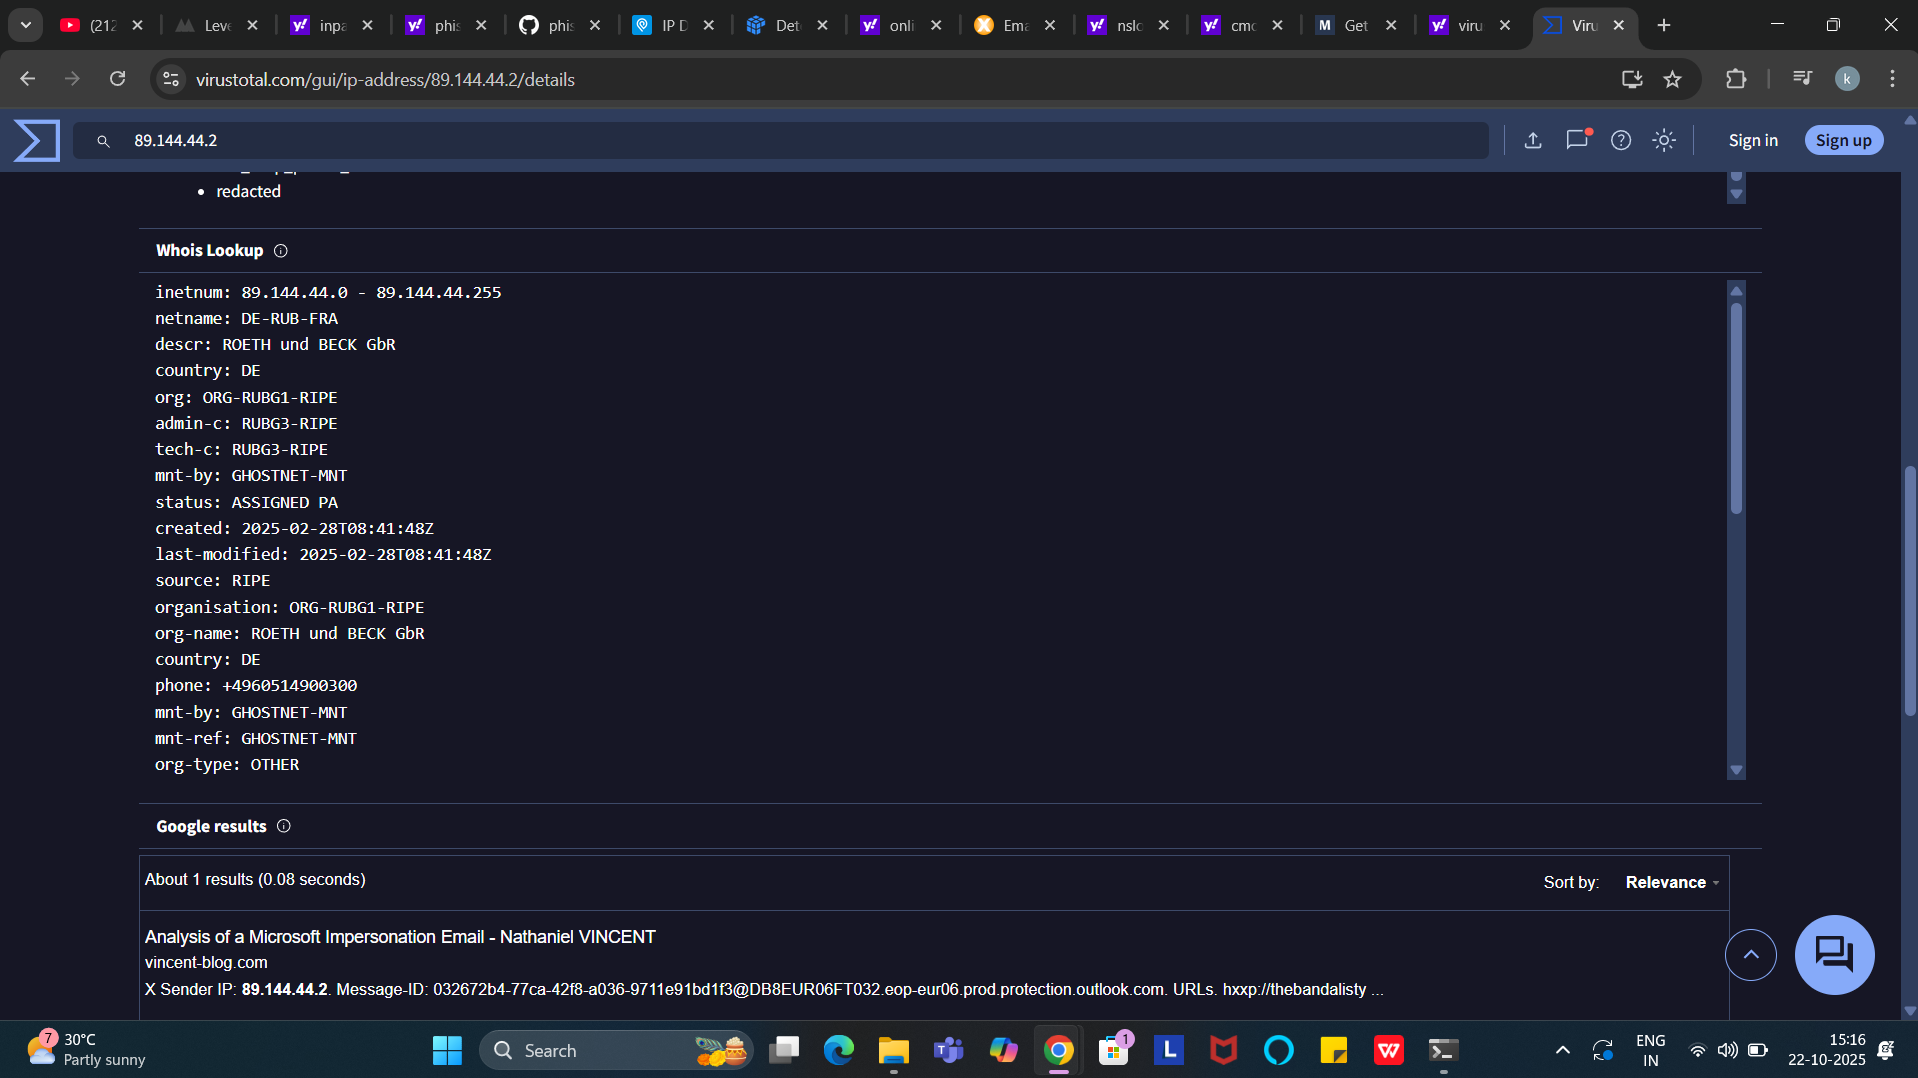 (212
Leve
inpa
phis
phis
IP D
Det
onli
Ema
nslo
cmo
Get
viru
Viru
virustotal.com/gui/ip-address/89.144.44.2/details
k
89.144.44.2
Sign in
Sign up
redacted
Whois Lookup
inetnum: 89.144.44.0 - 89.144.44.255
netname: DE-RUB-FRA
descr: ROETH und BECK GbR
country: DE
org: ORG-RUBG1-RIPE
admin-c: RUBG3-RIPE
tech-c: RUBG3-RIPE
mnt-by: GHOSTNET-MNT
status: ASSIGNED PA
created: 2025-02-28T08:41:48Z
last-modified: 2025-02-28T08:41:48Z
source: RIPE
organisation: ORG-RUBG1-RIPE
org-name: ROETH und BECK GbR
country: DE
phone: +4960514900300
mnt-by: GHOSTNET-MNT
mnt-ref: GHOSTNET-MNT
org-type: OTHER
Google results
About 1 results (0.08 seconds)
Sort by: Relevance
Analysis of a Microsoft Impersonation Email - Nathaniel VINCENT
vincent-blog.com
X Sender IP: 89.144.44.2. Message-ID: 032672b4-77ca-42f8-a036-9711e91bd1f3@DB8EUR06FT032.eop-eur06.prod.protection.outlook.com. URLs. hxxp://thebandalisty ...
7
30°C
Partly sunny
Search
1
L
W
ENG
IN
15:16
22-10-2025